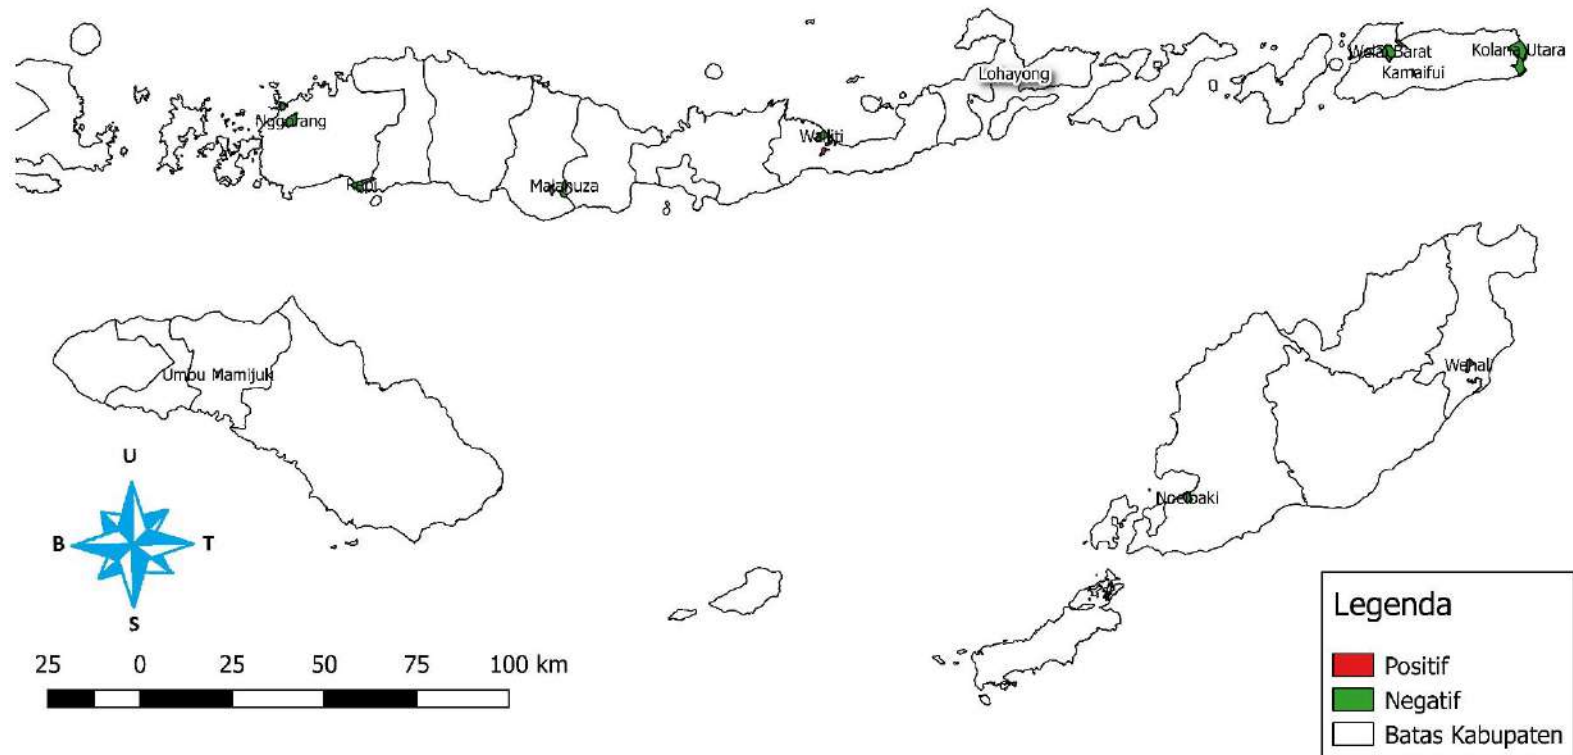 Welai Barat
Kolana Utara
Kamaifui
Lohayong
Nggorang
Waiiti
Repi
Malanuza
Umbu Mamijuk
Wehali
Noelbaki
U
B
T
S
25 0 25 50 75 100 km
Legenda
Positif
Negatif
Batas Kabupaten